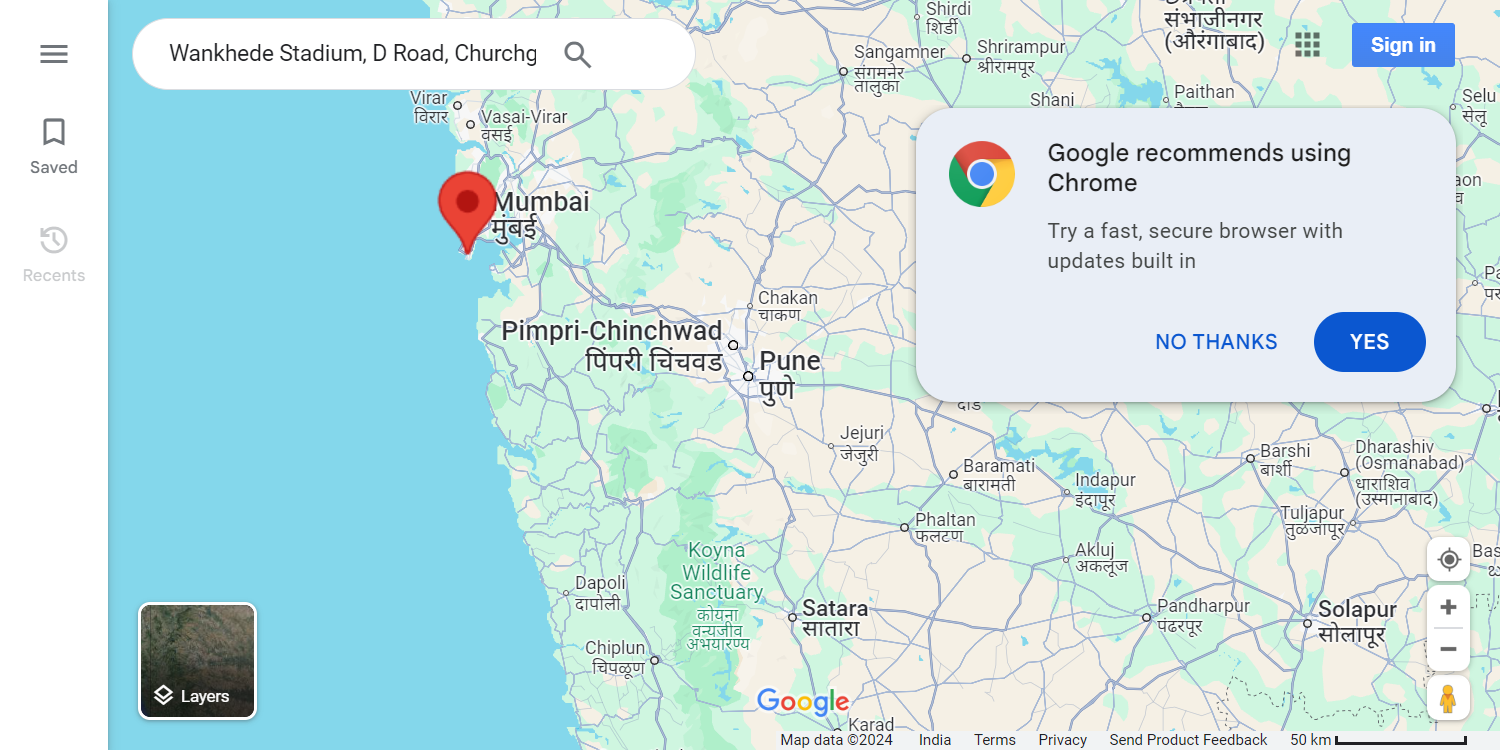 Wankhede Stadium, D Road, Churchg
Sign in
Saved
Recents
Google recommends using
Chrome
Try a fast, secure browser with
updates built in
NO THANKS
YES
Shirdi
शिर्डी
संभाजीनगर
(औरंगाबाद)
Sangamner
संगमनेर
तालुका
Shrirampur
श्रीरामपूर
Shani
Paithan
Selu
सेलू
Virar
विरार
Vasai-Virar
वसई
Mumbai
मुंबई
Chakan
चाकण
Pimpri-Chinchwad
पिंपरी चिंचवड
Pune
पुणे
Jejuri
जेजुरी
Baramati
बारामती
Indapur
इंदापूर
Barshi
बार्शी
Dharashiv
(Osmanabad)
धाराशिव
(उस्मानाबाद)
Tuljapur
तुळजापूर
Phaltan
फलटण
Akluj
अकलूज
Koyna
Wildlife
Sanctuary
कोयना
वन्यजीव
अभयारण्य
Dapoli
दापोली
Satara
सातारा
Pandharpur
पंढरपूर
Solapur
सोलापूर
Chiplun
चिपळूण
Karad
Layers
Google
Map data ©2024 India Terms Privacy Send Product Feedback 50 km